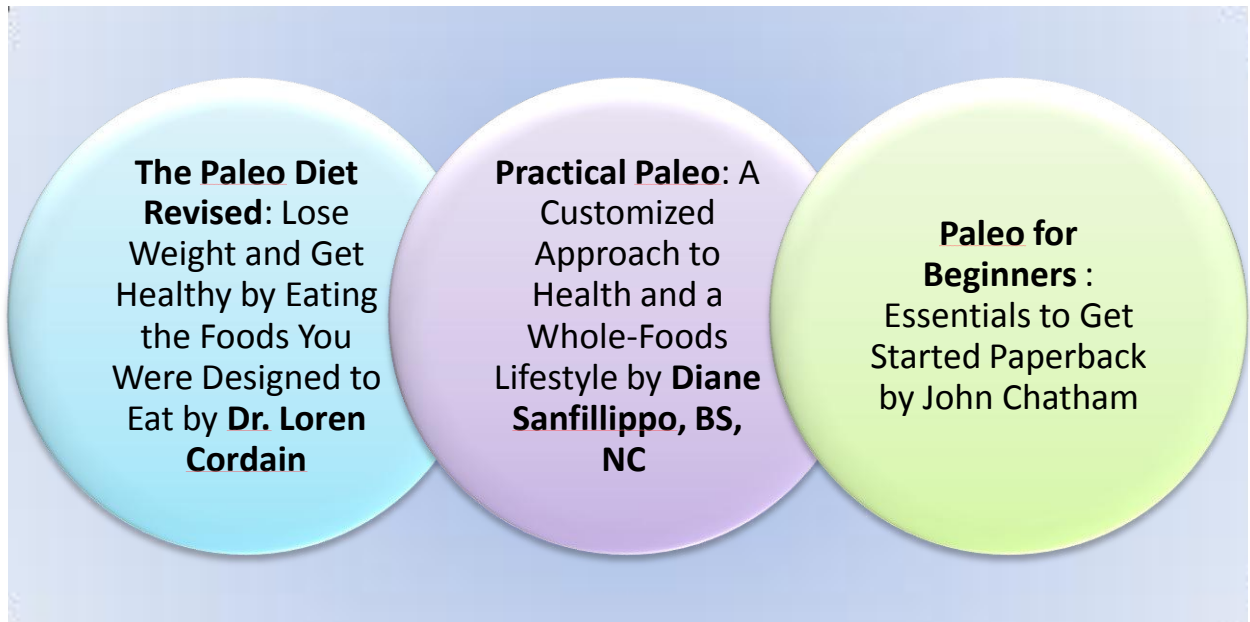 The Paleo Diet
Revised: Lose
Weight and Get
Healthy by Eating
the Foods You
Were Designed to
Eat by Dr. Loren
Cordain
Practical Paleo: A
Customized
Approach to
Health and a
Whole-Foods
Lifestyle by Diane
Sanfillippo, BS,
NC
Paleo for
Beginners :
Essentials to Get
Started Paperback
by John Chatham